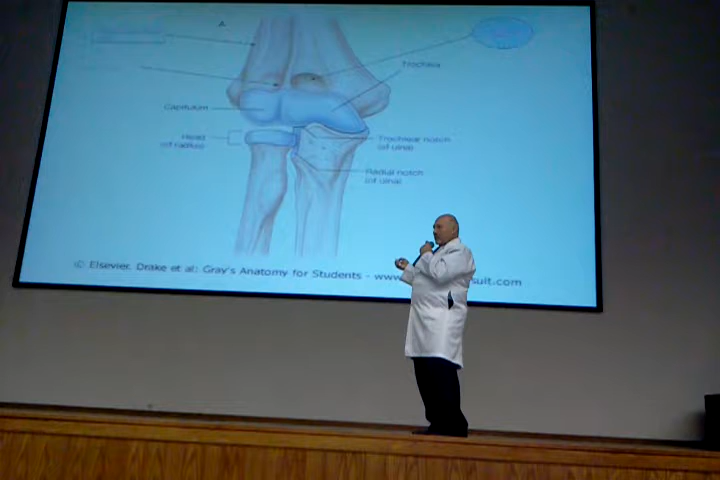 A
Trochlea
Capitulum
Head
(of radius)
Trochlear notch
(of ulna)
Radial notch
(of ulna)
© Elsevier. Drake et al: Gray's Anatomy for Students - www suit.com